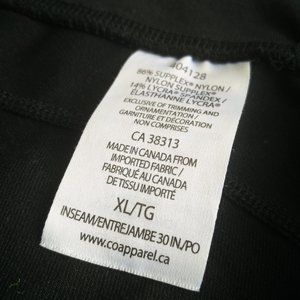 404128
86% SUPPLEX® NYLON /
NYLON SUPPLEX®
14% LYCRA® SPANDEX /
ÉLASTHANNE LYCRA®
EXCLUSIVE OF TRIMMING AND
ORNAMENTATION /
GARNITURE ET DÉCORATION
NON COMPRISES
CA 38313
MADE IN CANADA FROM
IMPORTED FABRIC /
FABRIQUÉ AU CANADA
DE TISSU IMPORTÉ
XL/TG
INSEAM/ENTREJAMBE 30 IN./PO
www.coapparel.ca